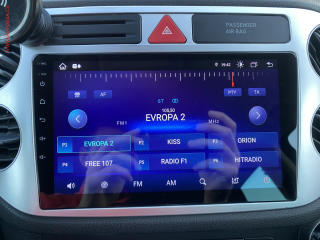 PASSENGER
AIR BAG
19:42
AF
PTY
TA
ST
105,50
EVROPA 2
FM1
MHz
P1 EVROPA 2
P2 KISS
P3 ORION
P4 FREE 107
P5 RADIO F1
P6 HITRADIO
FM
AM